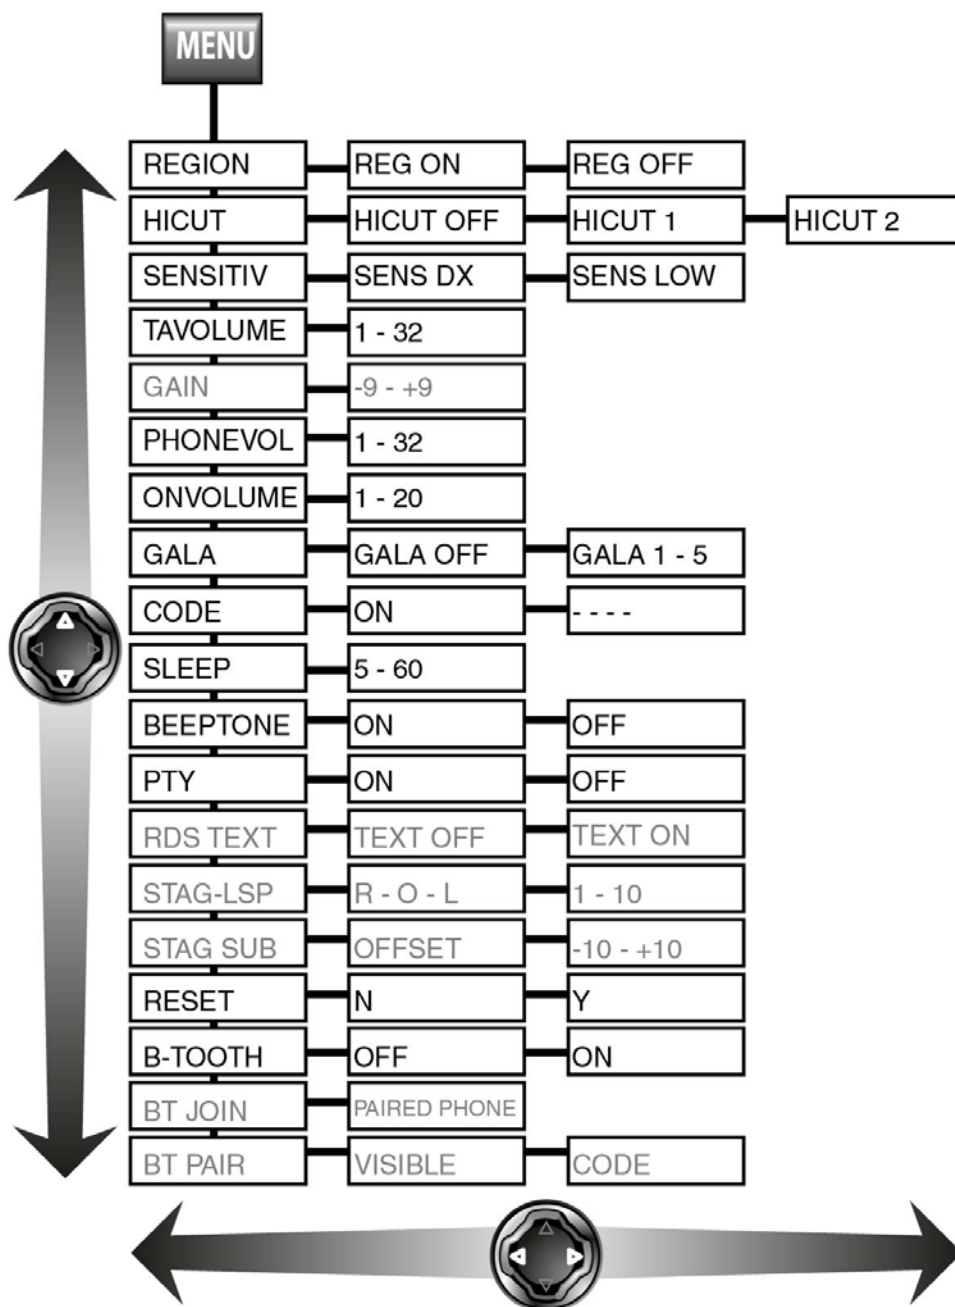 MENU
REGION REG ON REG OFF
HICUT HICUT OFF HICUT 1 HICUT 2
SENSITIV SENS DX SENS LOW
TAVOLUME 1 - 32
GAIN -9 - +9
PHONEVOL 1 - 32
ONVOLUME 1 - 20
GALA GALA OFF GALA 1 - 5
CODE ON - - - -
SLEEP 5 - 60
BEEPTONE ON OFF
PTY ON OFF
RDS TEXT TEXT OFF TEXT ON
STAG-LSP R - O - L 1 - 10
STAG SUB OFFSET -10 - +10
RESET N Y
B-TOOTH OFF ON
BT JOIN PAIRED PHONE
BT PAIR VISIBLE CODE